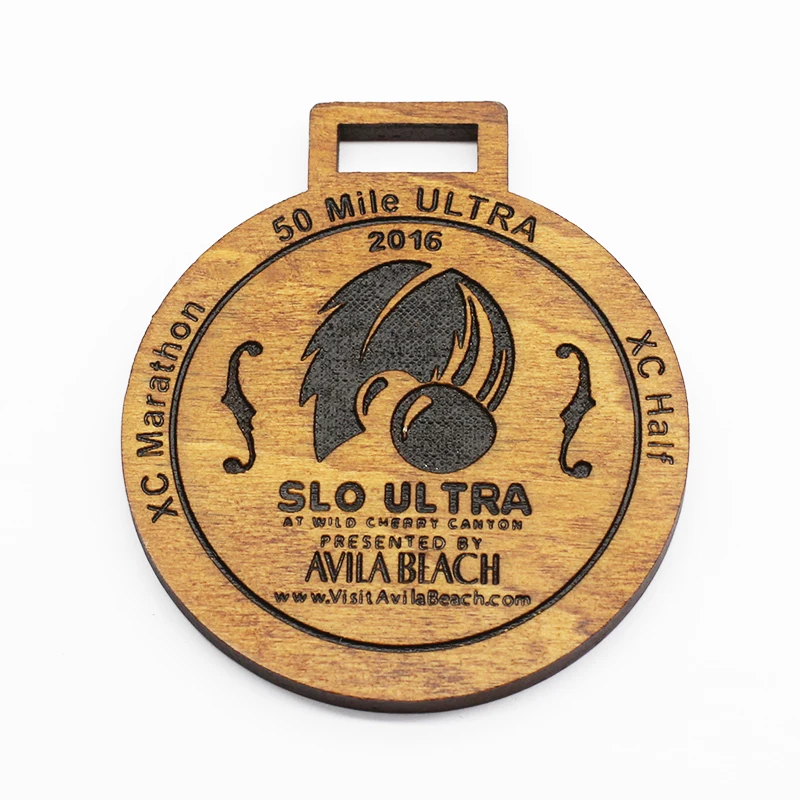 50 Mile ULTRA
2016
XC Marathon
XC Half
SLO ULTRA
AT WILD CHERRY CANYON
PRESENTED BY
AVILA BEACH
www.VisitAvilaBeach.com